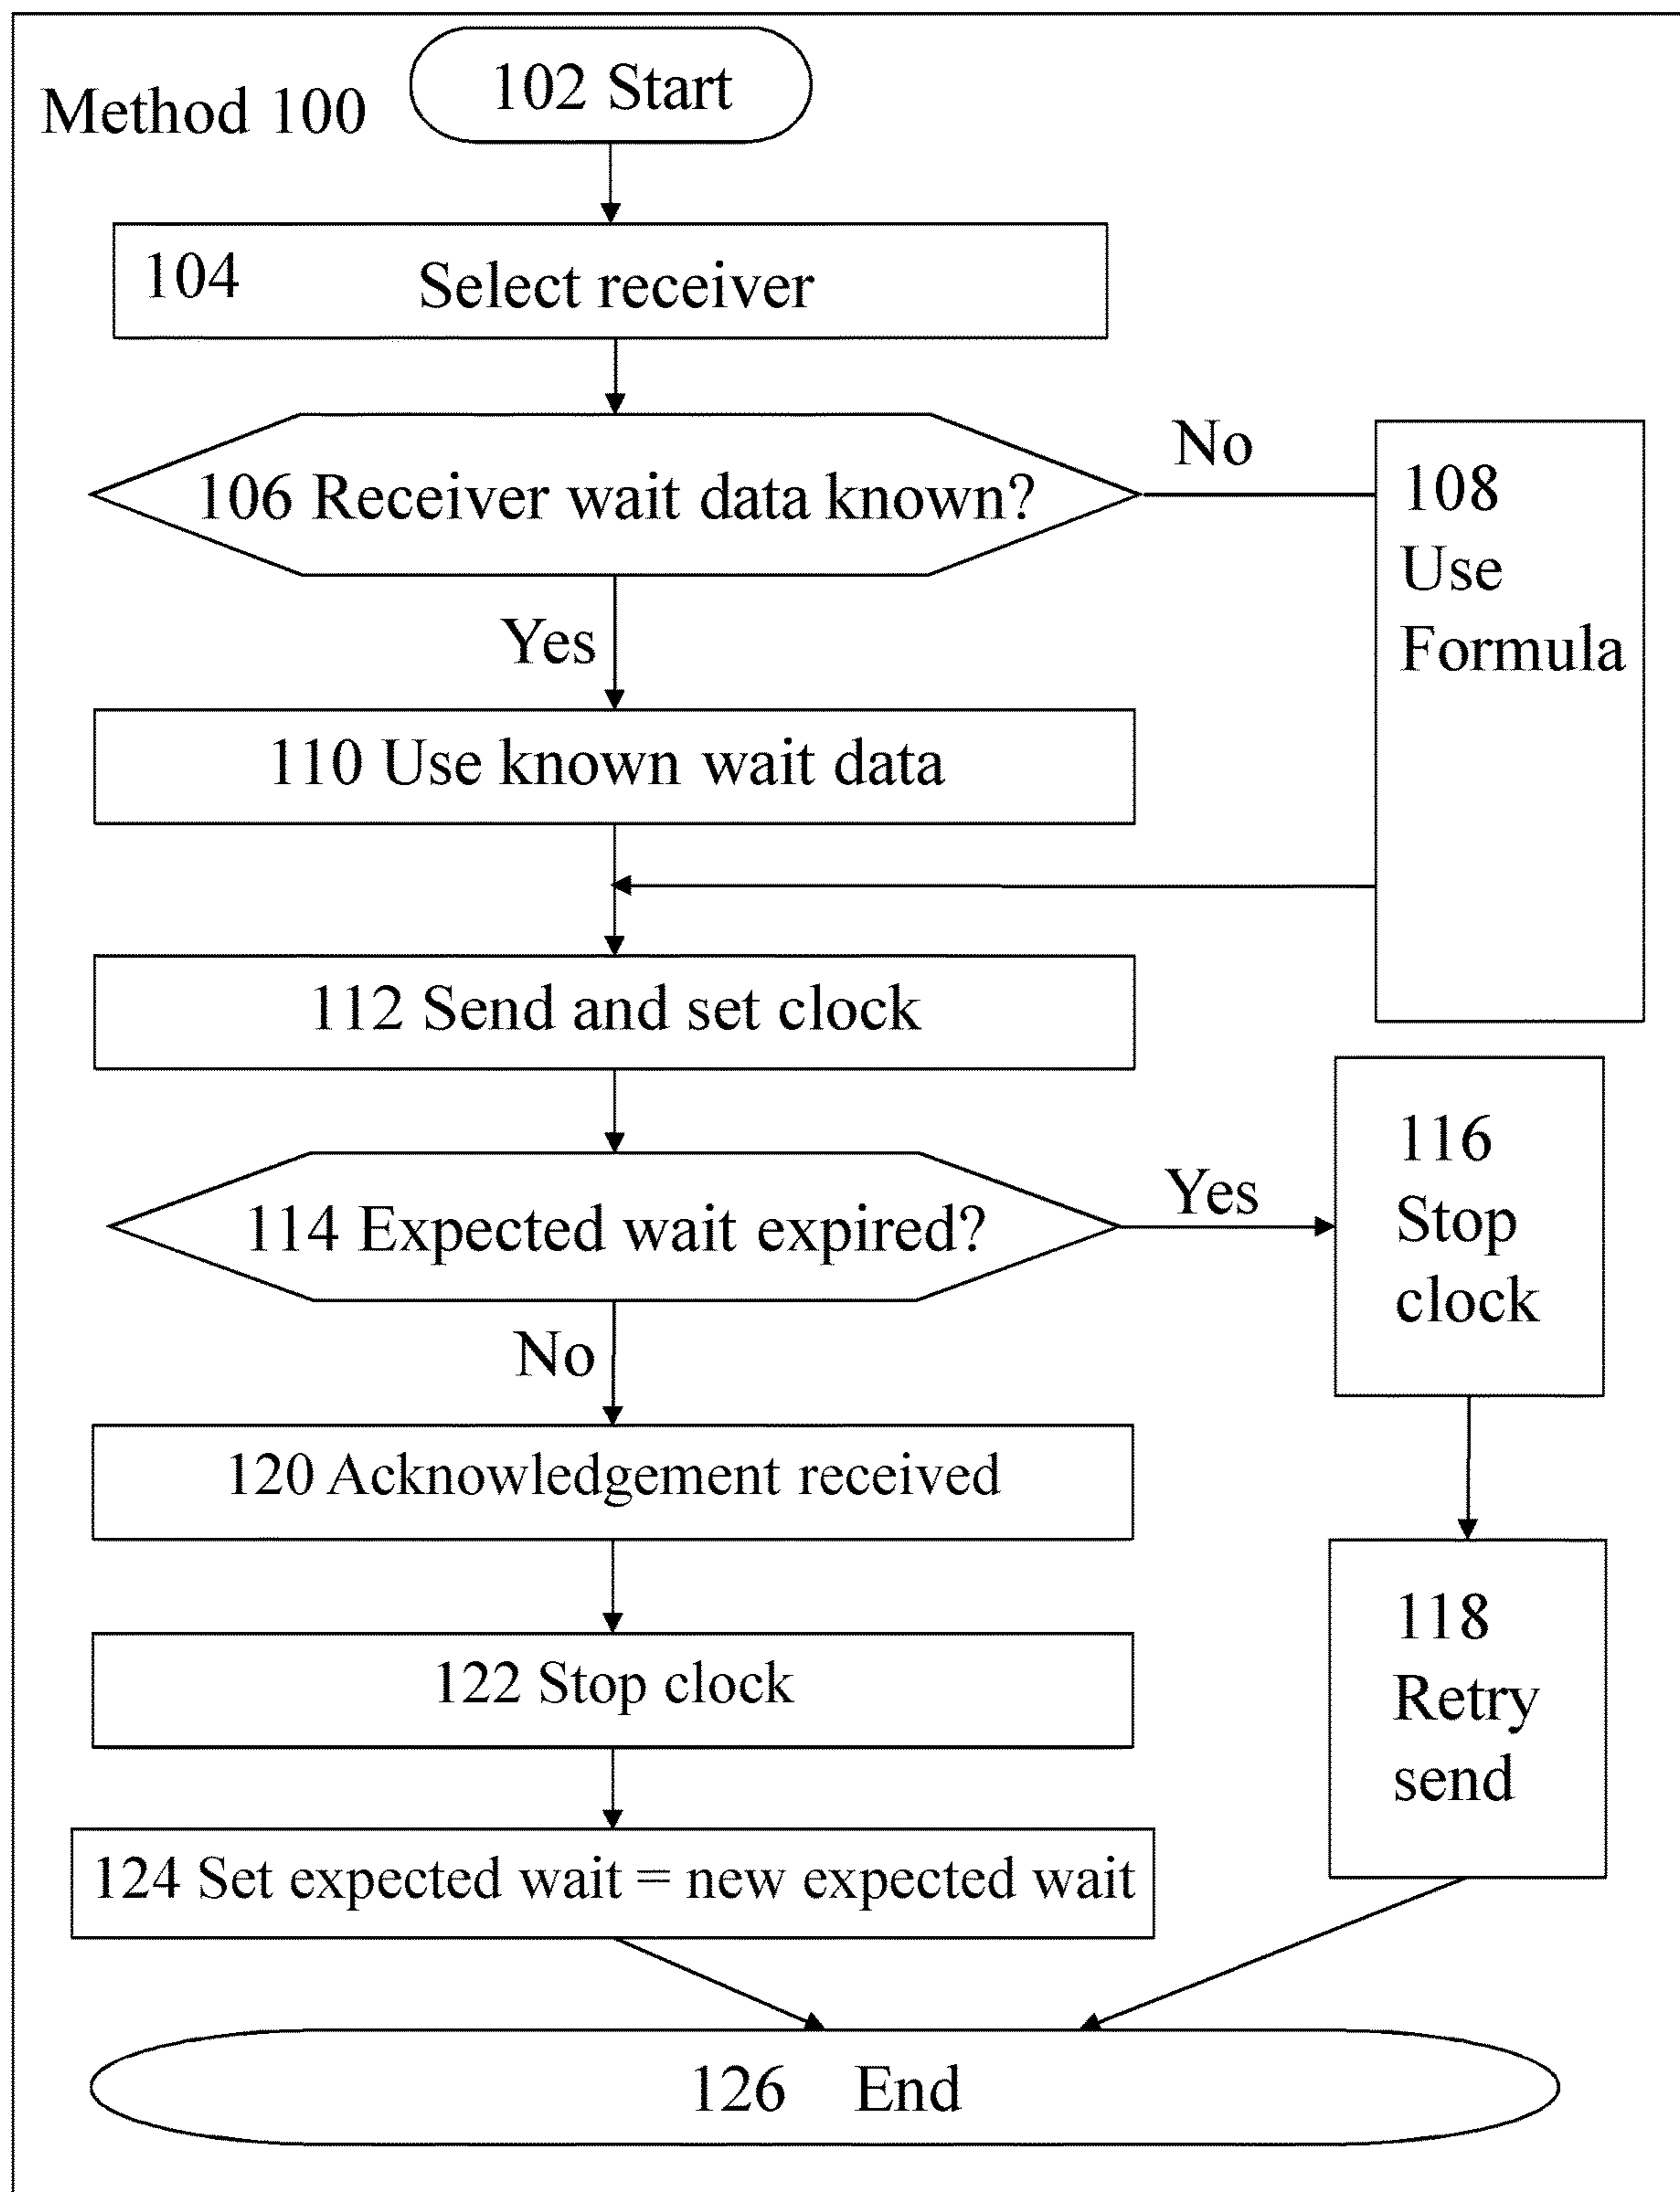 Method 100
102 Start
104 Select receiver
106 Receiver wait data known?
No
108
Use
Formula
Yes
110 Use known wait data
112 Send and set clock
114 Expected wait expired?
Yes
116
Stop
clock
No
120 Acknowledgement received
122 Stop clock
118
Retry
send
124 Set expected wait = new expected wait
126 End